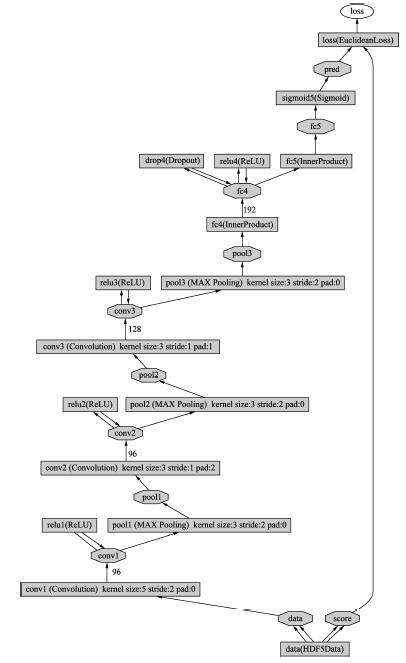 loss
loss(EuclideanLoss)
pred
sigmoid5(Sigmoid)
fc5
drop4(Dropout) relu4(ReLU) fc5(InnerProduct)
fc4
192
fc4(InnerProduct)
pool3
relu3(ReLU) pool3 (MAX Pooling) kernel size:3 stride:2 pad:0
conv3
128
conv3 (Convolution) kernel size:3 stride:1 pad:1
pool2
relu2(ReLU) pool2 (MAX Pooling) kernel size:3 stride:2 pad:0
conv2
96
conv2 (Convolution) kernel size:3 stride:1 pad:2
pool1
relu1(ReLU) pool1 (MAX Pooling) kernel size:3 stride:2 pad:0
conv1
96
conv1 (Convolution) kernel size:5 stride:2 pad:0
data score
data(HDF5Data)